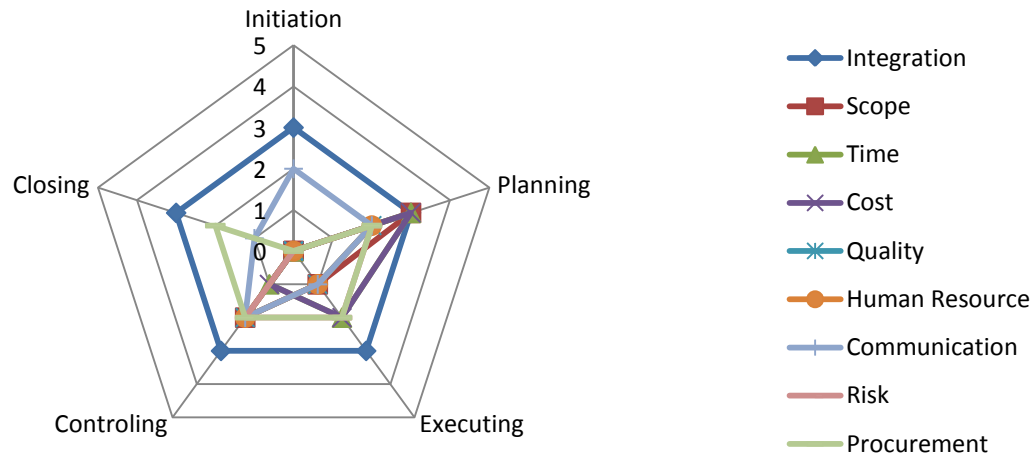 Initiation
5
4
3
2
1
0
Planning
Executing
Controling
Closing
Integration
Scope
Time
Cost
Quality
Human Resource
Communication
Risk
Procurement